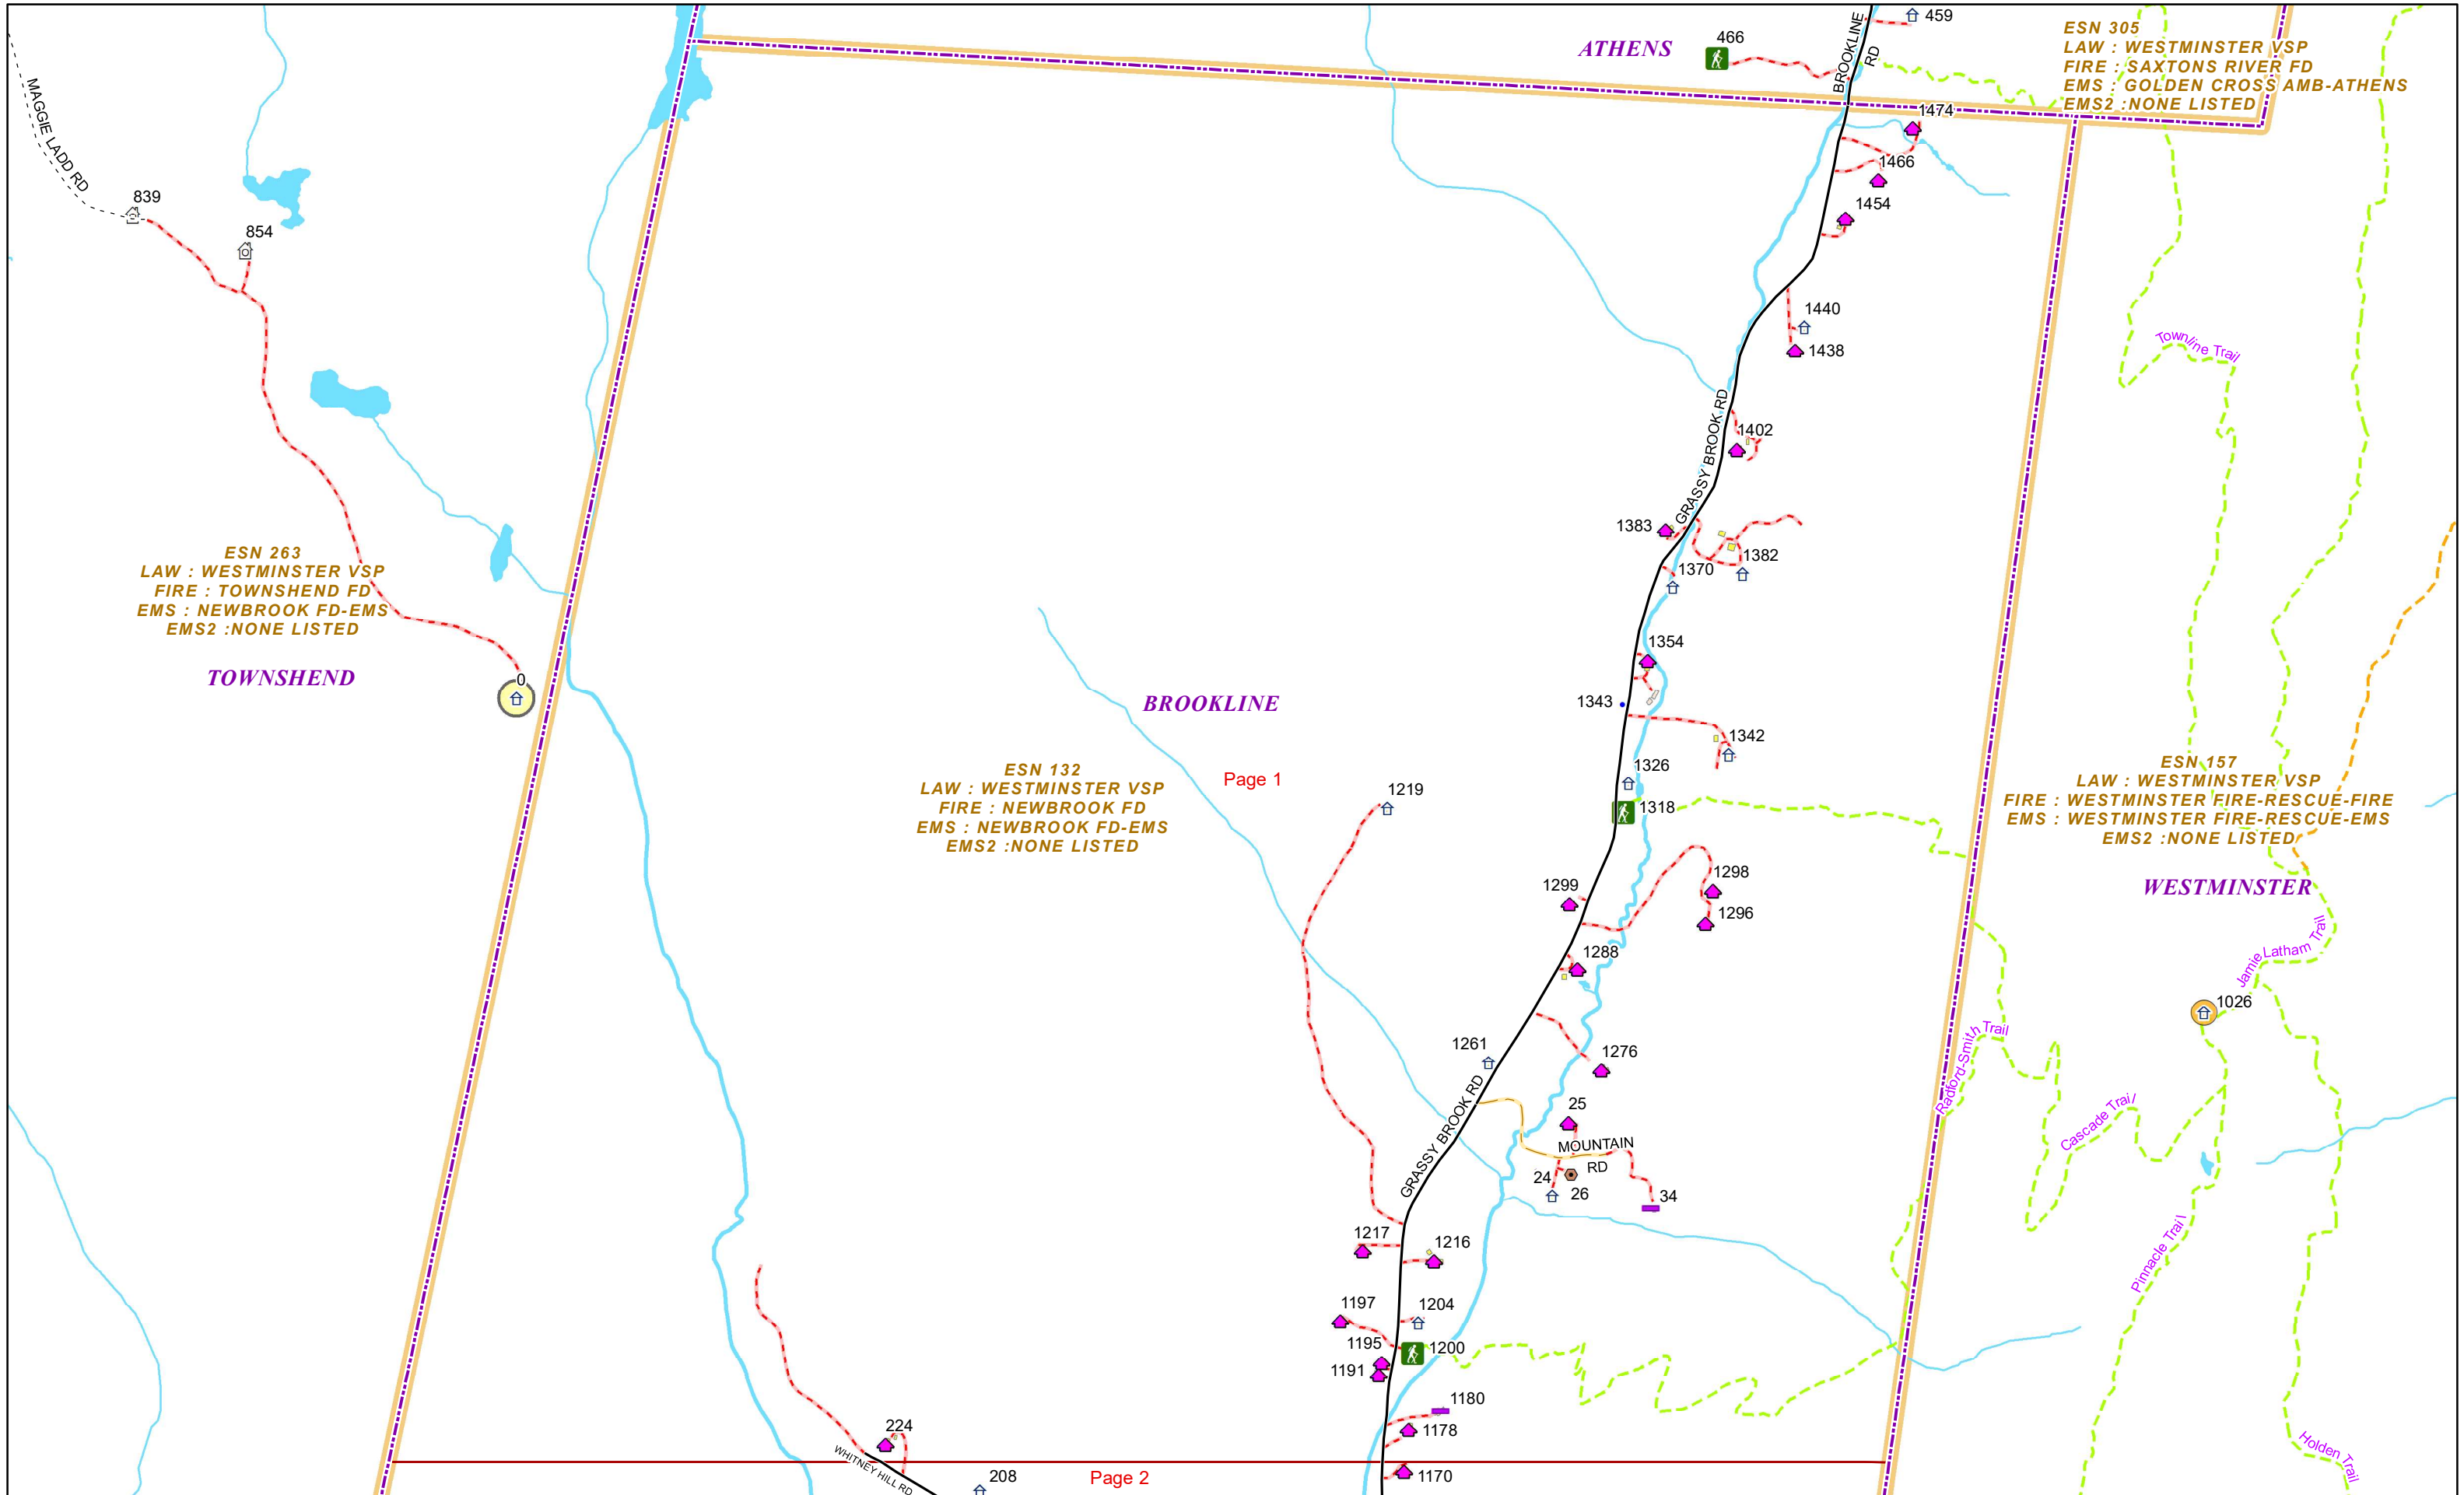 BROOKLINE
RD
459
466
ATHENS
ESN 305
LAW : WESTMINSTER VSP
FIRE : SAXTONS RIVER FD
EMS : GOLDEN CROSS AMB-ATHENS
EMS2 :NONE LISTED
MAGGIE LADD RD
839
854
1474
1466
1454
1440
1438
Townline Trail
GRASSY BROOK RD
1402
1383
1382
1370
ESN 263
LAW : WESTMINSTER VSP
FIRE : TOWNSHEND FD
EMS : NEWBROOK FD-EMS
EMS2 :NONE LISTED
TOWNSHEND
0
1354
1343
1342
BROOKLINE
ESN 132
LAW : WESTMINSTER VSP
FIRE : NEWBROOK FD
EMS : NEWBROOK FD-EMS
EMS2 :NONE LISTED
Page 1
1219
1326
1318
ESN 157
LAW : WESTMINSTER VSP
FIRE : WESTMINSTER FIRE-RESCUE-FIRE
EMS : WESTMINSTER FIRE-RESCUE-EMS
EMS2 :NONE LISTED
WESTMINSTER
1299
1298
1296
1288
Jamie Latham Trail
1026
Radford-Smith Trail
1261
1276
GRASSY BROOK RD
25
MOUNTAIN
RD
24
26
34
Cascade Trail
Pinnacle Trail
1217
1216
1197
1204
1195
1200
1191
1180
1178
224
WHITNEY HILL RD
208
Page 2
1170
Holden Trail